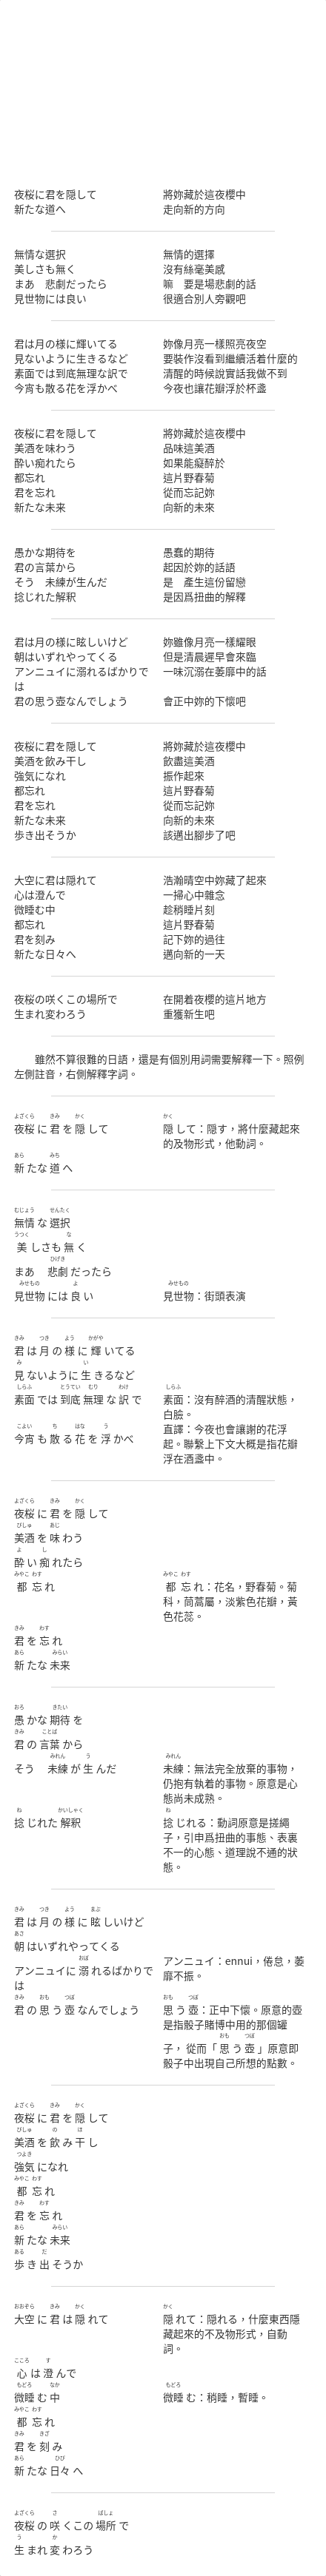 夜桜に君を隠して
將妳藏於這夜櫻中
新たな道へ
走向新的方向
無情な選択
無情的選擇
美しさも無く
沒有絲毫美感
まあ　悲劇だったら
嘛　要是場悲劇的話
見世物には良い
很適合別人旁觀吧
君は月の様に輝いてる
妳像月亮一樣照亮夜空
見ないように生きるなど
要裝作沒看到繼續活着什麼的
素面では到底無理な訳で
清醒的時候說實話我做不到
今宵も散る花を浮かべ
今夜也讓花瓣浮於杯盞
夜桜に君を隠して
將妳藏於這夜櫻中
美酒を味わう
品味這美酒
酔い痴れたら
如果能癡醉於
都忘れ
這片野春菊
君を忘れ
從而忘記妳
新たな未来
向新的未來
愚かな期待を
愚蠢的期待
君の言葉から
起因於妳的話語
そう　未練が生んだ
是　產生這份留戀
捻じれた解釈
是因爲扭曲的解釋
君は月の様に眩しいけど
妳雖像月亮一樣耀眼
朝はいずれやってくる
但是清晨遲早會來臨
アンニュイに溺れるばかりで
は
一味沉溺在萎靡中的話
君の思う壺なんでしょう
會正中妳的下懷吧
夜桜に君を隠して
將妳藏於這夜櫻中
美酒を飲み干し
飲盡這美酒
強気になれ
振作起來
都忘れ
這片野春菊
君を忘れ
從而忘記妳
新たな未来
向新的未來
歩き出そうか
該邁出腳步了吧
大空に君は隠れて
浩瀚晴空中妳藏了起來
心は澄んで
一掃心中雜念
微睡む中
趁稍睡片刻
都忘れ
這片野春菊
君を刻み
記下妳的過往
新たな日々へ
邁向新的一天
夜桜の咲くこの場所で
在開着夜櫻的這片地方
生まれ変わろう
重獲新生吧
雖然不算很難的日語，還是有個別用詞需要解釋一下。照例
左側註音，右側解釋字詞。
よざくら きみ かく
夜桜に君を隠して
かく
隠して：隠す，將什麼藏起來
的及物形式，他動詞。
あら みち
新たな道へ
むじょう せんたく
無情な選択
うつく な
美しさも無く
ひげき
まあ　悲劇だったら
みせもの よ
見世物には良い
みせもの
見世物：街頭表演
きみ つき よう かがや
君は月の様に輝いてる
み い
見ないように生きるなど
しらふ とうてい むり わけ
素面では到底無理な訳で
しらふ
素面：沒有醉酒的清醒狀態，
白臉。
こよい ち はな う
今宵も散る花を浮かべ
直譯：今夜也會讓謝的花浮
起。聯繫上下文大概是指花瓣
浮在酒盞中。
よざくら きみ かく
夜桜に君を隠して
びしゅ あじ
美酒を味わう
よ し
酔い痴れたら
みやこ わす
都忘れ
みやこ わす
都忘れ：花名，野春菊。菊
科，茼蒿屬，淡紫色花瓣，黃
色花蕊。
きみ わす
君を忘れ
あら みらい
新たな未来
おろ きたい
愚かな期待を
きみ ことば
君の言葉から
みれん う
そう　未練が生んだ
みれん
未練：無法完全放棄的事物，
仍抱有執着的事物。原意是心
態尚未成熟。
ね かいしゃく
捻じれた解釈
ね
捻じれる：動詞原意是搓繩
子，引申爲扭曲的事態、表裏
不一的心態、道理說不通的狀
態。
きみ つき よう まぶ
君は月の様に眩しいけど
あさ
朝はいずれやってくる
おぼ
アンニュイに溺れるばかりで
は
アンニュイ：ennui，倦怠，萎
靡不振。
きみ おも つぼ
君の思う壺なんでしょう
おも つぼ
思う壺：正中下懷。原意的壺
是指骰子賭博中用的那個罐
おも つぼ
子，從而「思う壺」原意即
骰子中出現自己所想的點數。
よざくら きみ かく
夜桜に君を隠して
びしゅ の ほ
美酒を飲み干し
つよき
強気になれ
みやこ わす
都忘れ
きみ わす
君を忘れ
あら みらい
新たな未来
ある だ
歩き出そうか
おおぞら きみ かく
大空に君は隠れて
かく
隠れて：隠れる，什麼東西隱
藏起來的不及物形式，自動
詞。
こころ す
心は澄んで
もどろ なか
微睡む中
もどろ
微睡む：稍睡，暫睡。
みやこ わす
都忘れ
きみ きざ
君を刻み
あら ひび
新たな日々へ
よざくら さ ばしょ
夜桜の咲くこの場所で
う か
生まれ変わろう